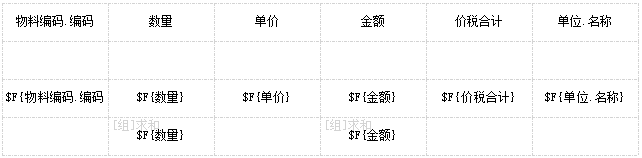 物料编码.编码 数量 单价 金额 价税合计 单位.名称
$F{物料编码.编码 $F{数量} $F{单价} $F{金额} $F{价税合计} $F{单位.名称}
[组]求和 [组]求和
$F{数量} $F{金额}